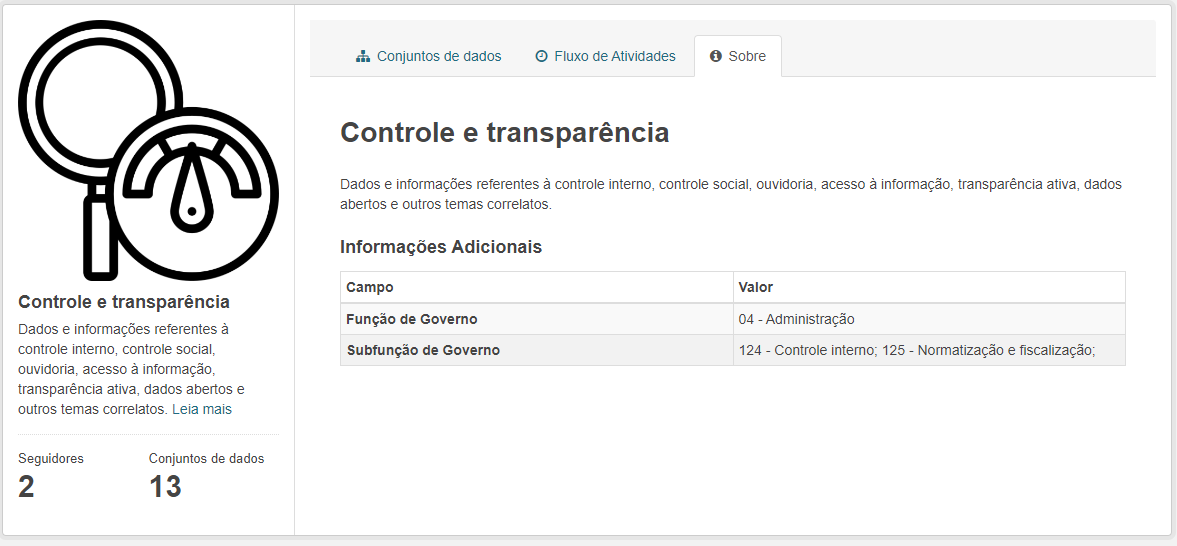 Controle e transparência
Dados e informações referentes à
controle interno, controle social,
ouvidoria, acesso à informação,
transparência ativa, dados abertos e
outros temas correlatos. Leia mais
Seguidores
2
Conjuntos de dados
13
Conjuntos de dados
Fluxo de Atividades
Sobre
Controle e transparência
Dados e informações referentes à controle interno, controle social, ouvidoria, acesso à informação, transparência ativa, dados
abertos e outros temas correlatos.
Informações Adicionais
Campo Valor
Função de Governo 04 - Administração
Subfunção de Governo 124 - Controle interno; 125 - Normatização e fiscalização;